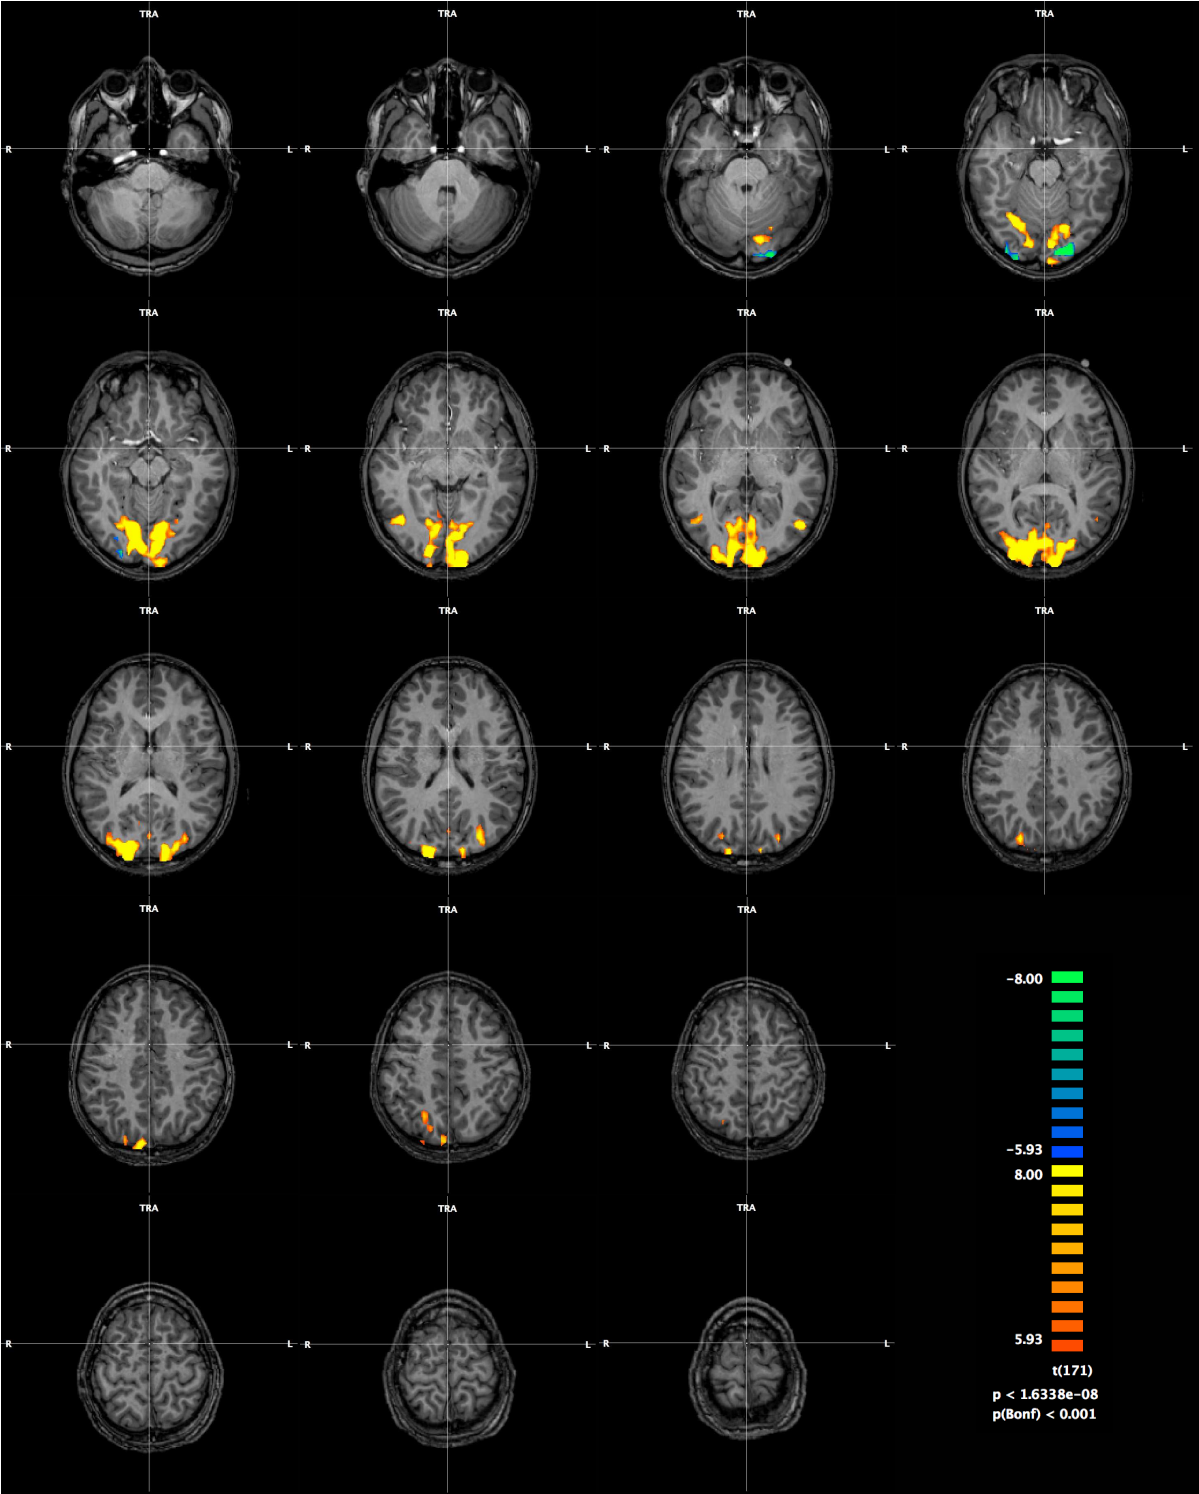 TRA TRA TRA TRA
R L R L R L R L
TRA TRA TRA TRA
R L R L R L R L
TRA TRA TRA TRA
R L R L R L R L
TRA TRA TRA
R L R L R L
−8.00
−5.93
8.00
5.93
t(171)
p < 1.6338e−08
p(Bonf) < 0.001
TRA TRA TRA
R L R L R L